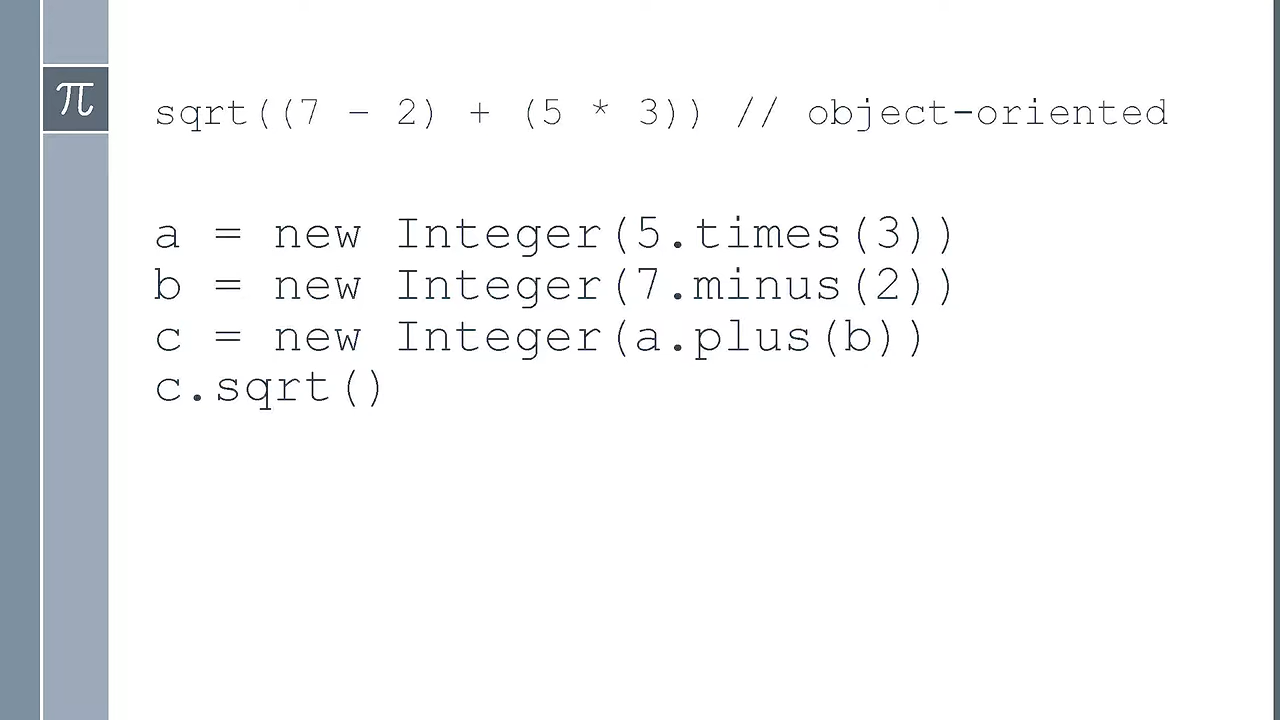 π
sqrt((7 – 2) + (5 * 3)) // object-oriented
a = new Integer(5.times(3))
b = new Integer(7.minus(2))
c = new Integer(a.plus(b))
c.sqrt()